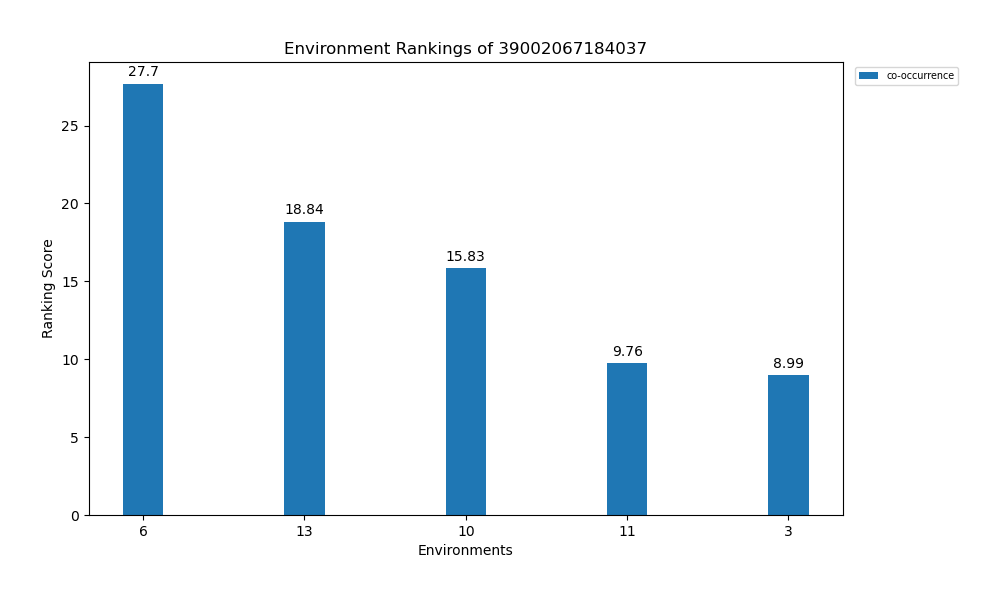 Environment Rankings of 39002067184037
co-occurrence
27.7
18.84
15.83
9.76
8.99
Ranking Score
25
20
15
10
5
0
6 13 10 11 3
Environments